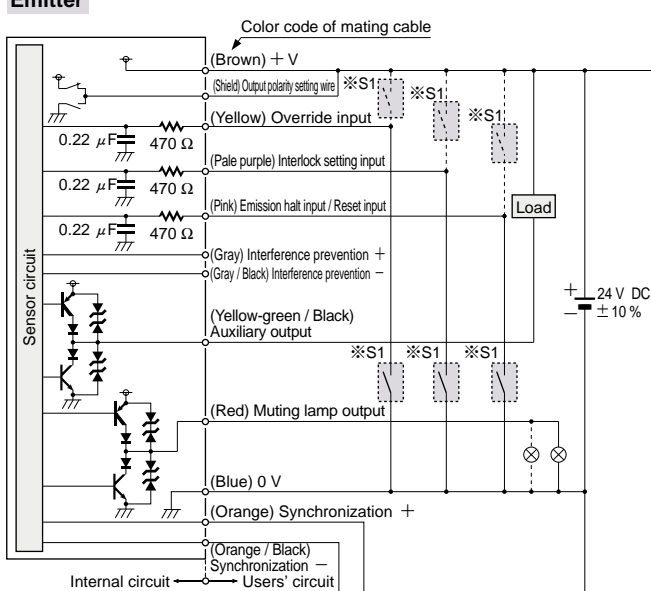 Emitter
Color code of mating cable
(Brown) + V
(Shield) Output polarity setting wire
※S1
※S1
※S1
(Yellow) Override input
0.22 μF
470 Ω
(Pale purple) Interlock setting input
0.22 μF
470 Ω
(Pink) Emission halt input / Reset input
Load
0.22 μF
470 Ω
(Gray) Interference prevention +
(Gray / Black) Interference prevention −
Sensor circuit
+
−
24 V DC
± 10 %
(Yellow-green / Black)
Auxiliary output
※S1
※S1
※S1
(Red) Muting lamp output
(Blue) 0 V
(Orange) Synchronization +
(Orange / Black)
Synchronization −
Internal circuit
Users' circuit